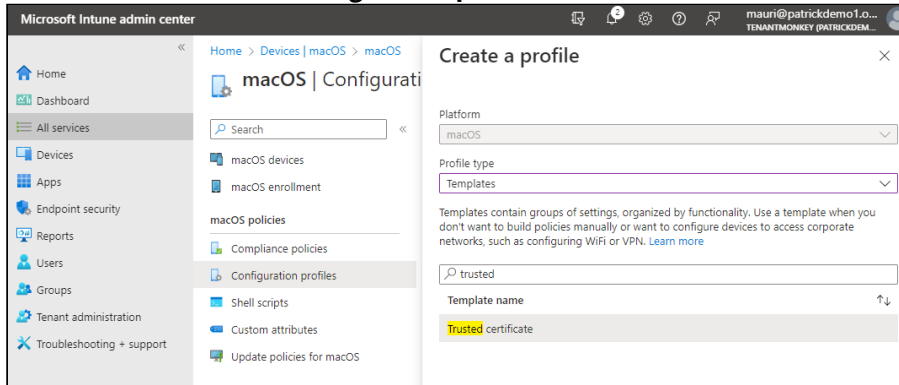 Microsoft Intune admin center
2
mauri@patrickdemo1.o...
TENANTMONKEY (PATRICKDEM...
«
Home
Dashboard
All services
Devices
Apps
Endpoint security
Reports
Users
Groups
Tenant administration
Troubleshooting + support
Home > Devices | macOS > macOS
macOS | Configurati
Search
«
macOS devices
macOS enrollment
macOS policies
Compliance policies
Configuration profiles
Shell scripts
Custom attributes
Update policies for macOS
Create a profile
Platform
macOS
Profile type
Templates
Templates contain groups of settings, organized by functionality. Use a template when you
don't want to build policies manually or want to configure devices to access corporate
networks, such as configuring WiFi or VPN. Learn more
trusted
Template name
Trusted certificate